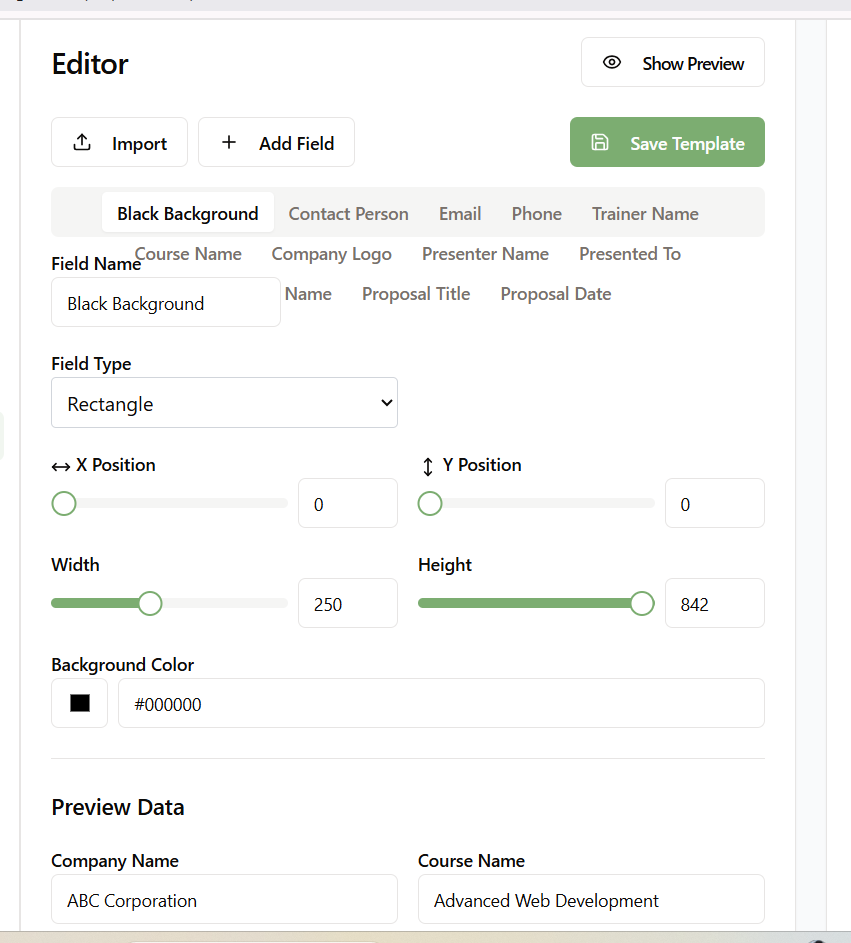 Editor
Show Preview
Import
Add Field
Save Template
Black Background Contact Person Email Phone Trainer Name
Course Name Company Logo Presenter Name Presented To
Field Name
Name Proposal Title Proposal Date
Black Background
Field Type
Rectangle
X Position
Y Position
0
0
Width
Height
250
842
Background Color
#000000
Preview Data
Company Name
Course Name
ABC Corporation
Advanced Web Development